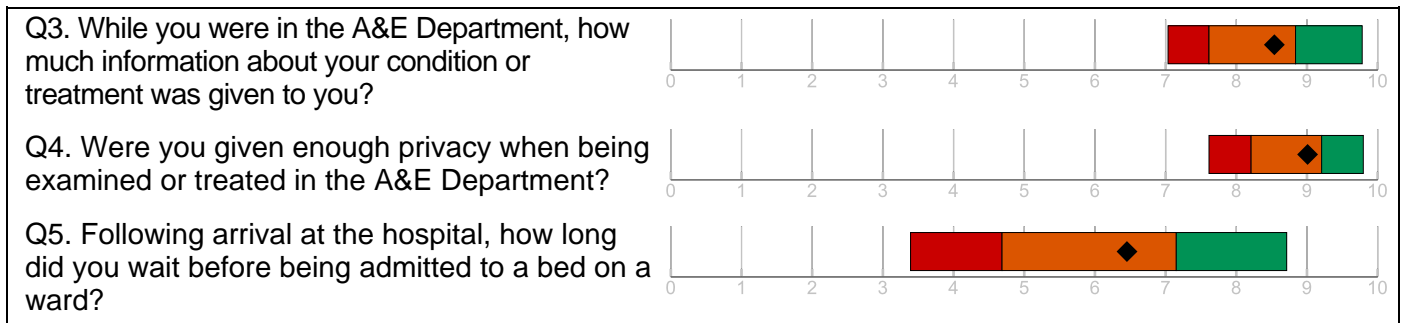 Q3. While you were in the A&E Department, how
much information about your condition or
treatment was given to you?
0 1 2 3 4 5 6 7 8 9 10
Q4. Were you given enough privacy when being
examined or treated in the A&E Department?
0 1 2 3 4 5 6 7 8 9 10
Q5. Following arrival at the hospital, how long
did you wait before being admitted to a bed on a
ward?
0 1 2 3 4 5 6 7 8 9 10